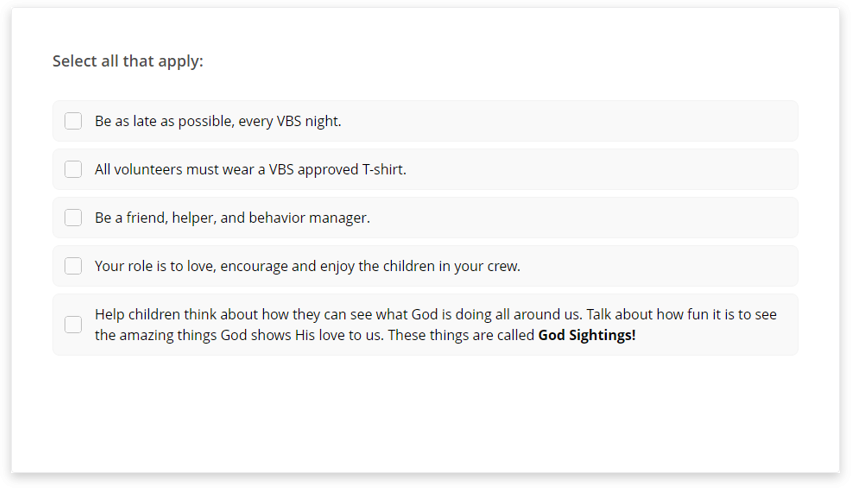 Select all that apply:
Be as late as possible, every VBS night.
All volunteers must wear a VBS approved T-shirt.
Be a friend, helper, and behavior manager.
Your role is to love, encourage and enjoy the children in your crew.
Help children think about how they can see what God is doing all around us. Talk about how fun it is to see
the amazing things God shows His love to us. These things are called God Sightings!